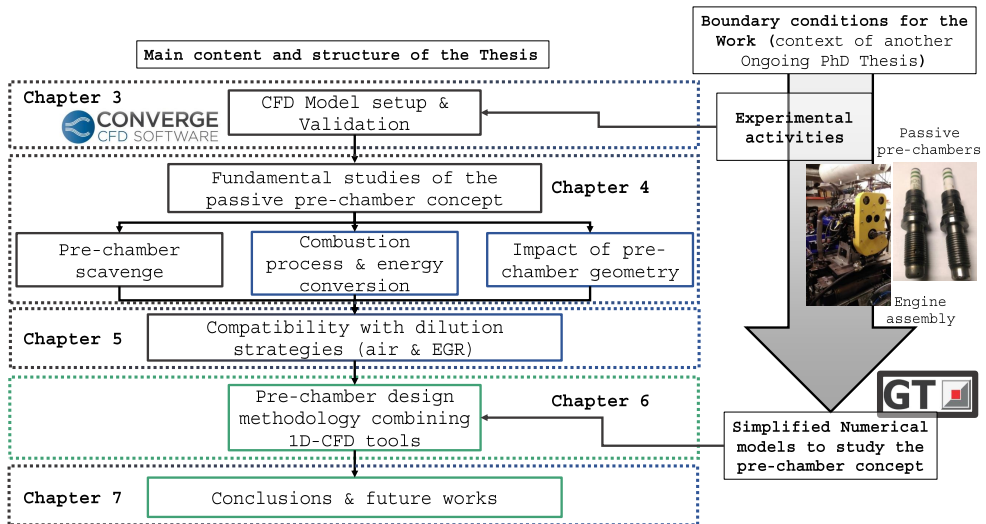 Main content and structure of the Thesis
Boundary conditions for the
Work (context of another
Ongoing PhD Thesis)
Chapter 3
CONVERGE
CFD SOFTWARE
CFD Model setup &
Validation
Experimental
activities
Passive
pre-chambers
Fundamental studies of the
passive pre-chamber concept
Chapter 4
Pre-chamber
scavenge
Combustion
process & energy
conversion
Impact of pre-
chamber geometry
Engine
assembly
Chapter 5
Compatibility with dilution
strategies (air & EGR)
GT
Pre-chamber design
methodology combining
1D-CFD tools
Chapter 6
Simplified Numerical
models to study the
pre-chamber concept
Chapter 7
Conclusions & future works